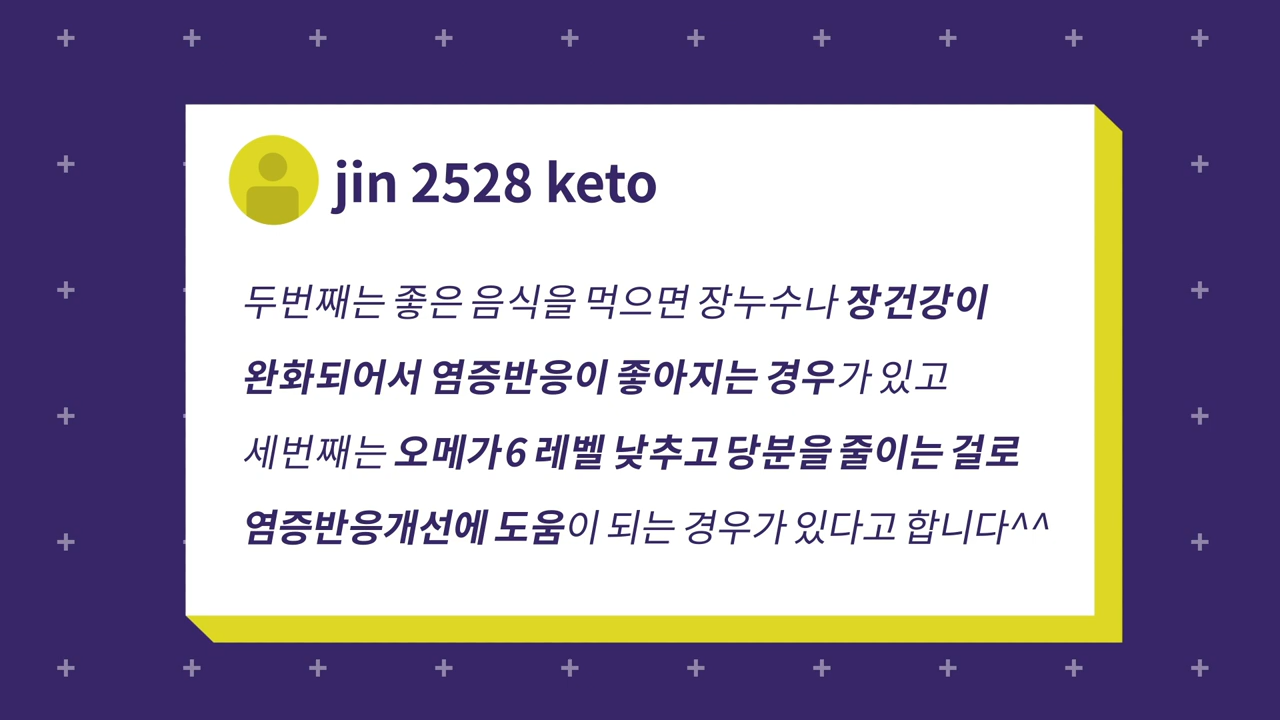 jin 2528 keto
두번째는 좋은 음식을 먹으면 장누수나 장건강이
완화되어서 염증반응이 좋아지는 경우가 있고
세번째는 오메가6 레벨 낮추고 당분을 줄이는 걸로
염증반응개선에 도움이 되는 경우가 있다고 합니다^^